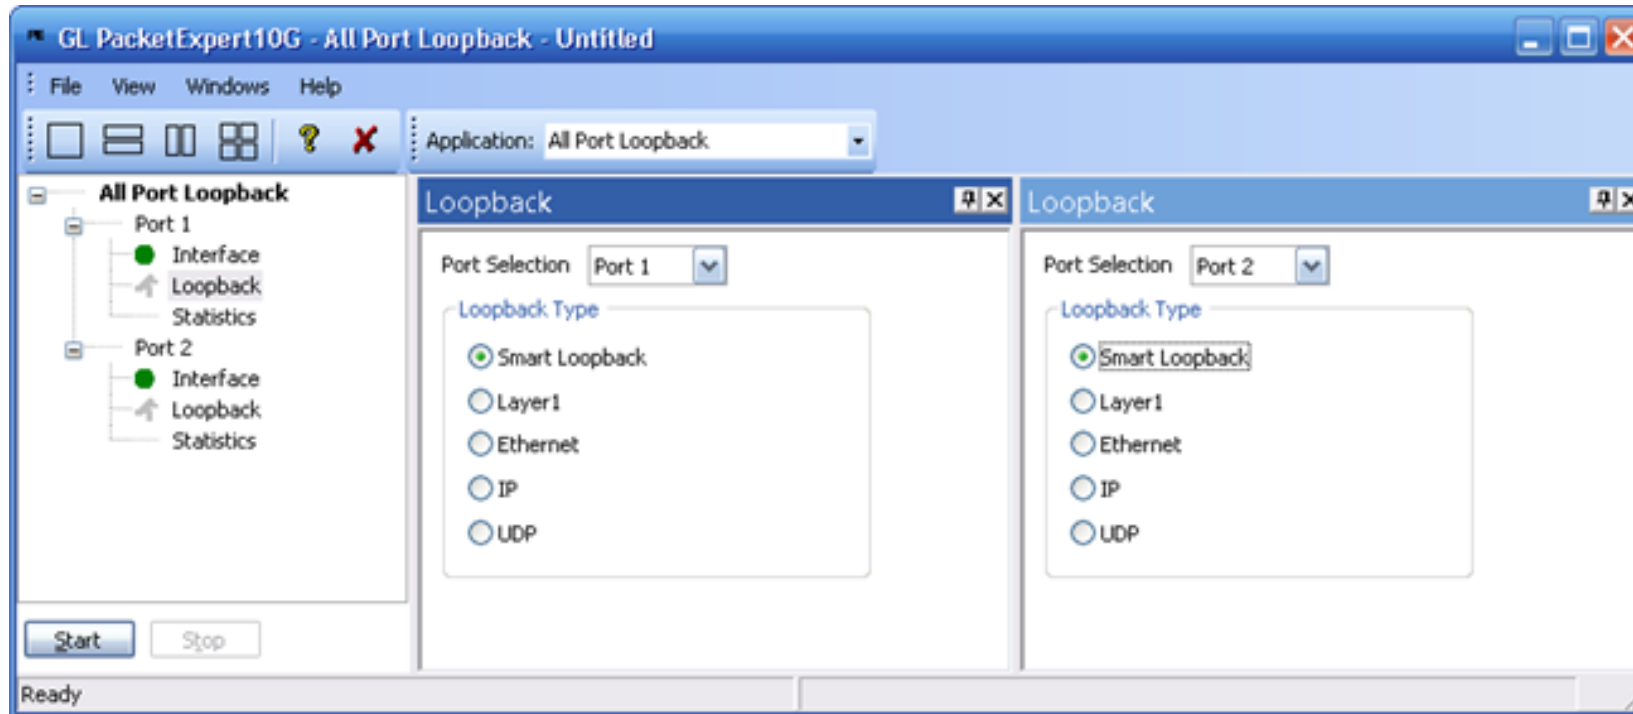 GL PacketExpert10G - All Port Loopback - Untitled
File View Windows Help
Application: All Port Loopback
All Port Loopback
Port 1
Interface
Loopback
Statistics
Port 2
Interface
Loopback
Statistics
Start Stop
Loopback
Port Selection Port 1
Loopback Type
Smart Loopback
Layer1
Ethernet
IP
UDP
Loopback
Port Selection Port 2
Loopback Type
Smart Loopback
Layer1
Ethernet
IP
UDP
Ready